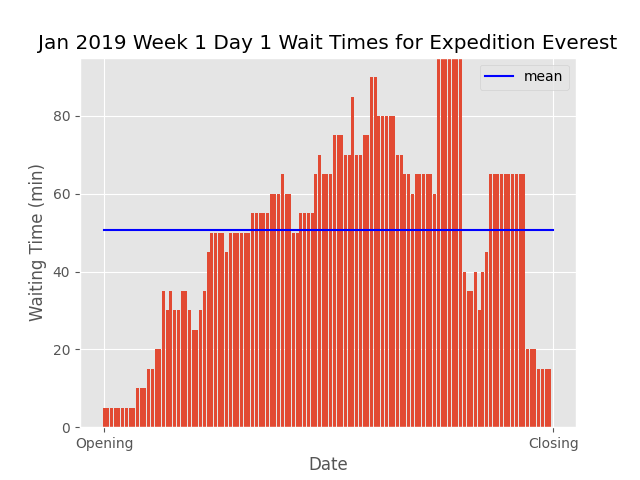 Jan 2019 Week 1 Day 1 Wait Times for Expedition Everest
mean
80
60
40
20
0
Waiting Time (min)
Opening
Closing
Date